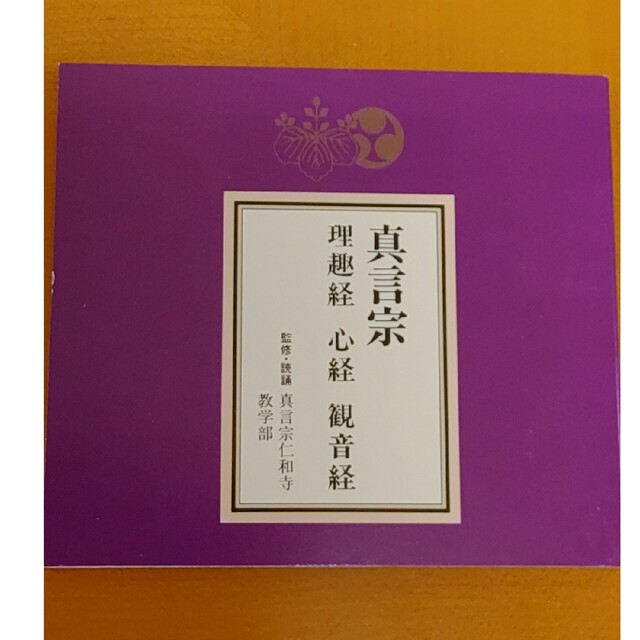 真言宗
理趣経 心経 観音経
監修・読誦 真言宗仁和寺
教学部